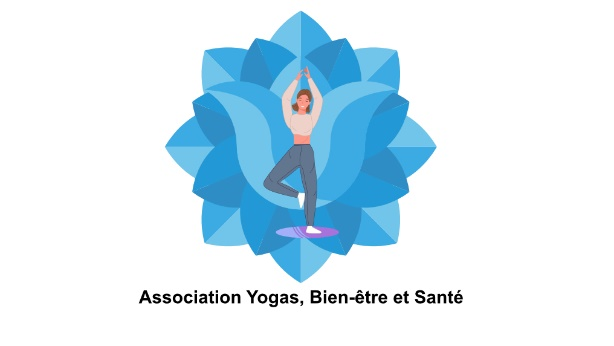 Association Yogas, Bien-être et Santé